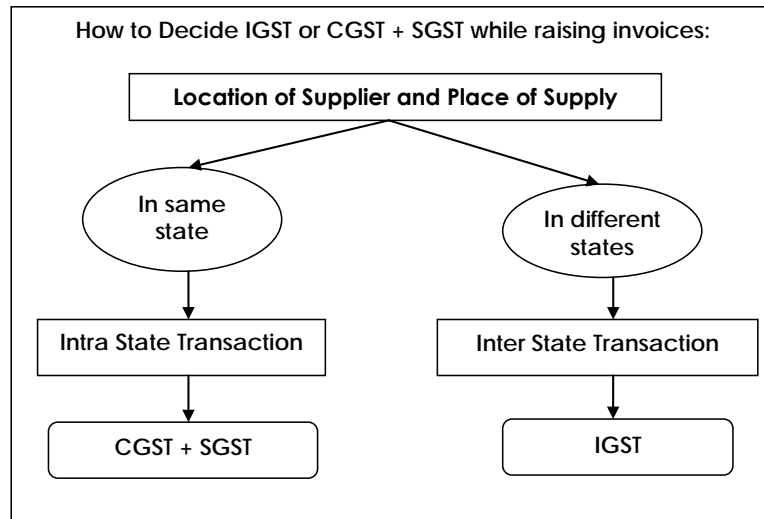 How to Decide IGST or CGST + SGST while raising invoices:
Location of Supplier and Place of Supply
In same
state
In different
states
Intra State Transaction
Inter State Transaction
CGST + SGST
IGST